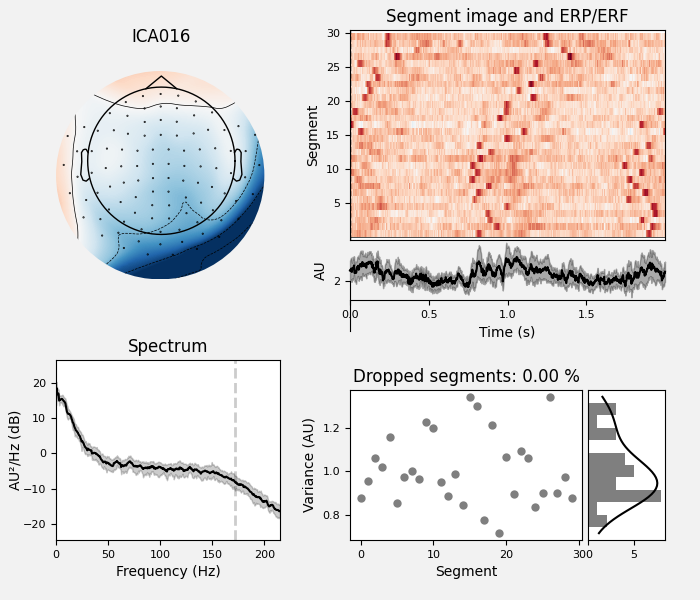 ICA016
Segment image and ERP/ERF
Segment
30
25
20
15
10
5
AU
2
0.0 0.5 1.0 1.5
Time (s)
Spectrum
AU²/Hz (dB)
20
10
0
−10
−20
0 50 100 150 200
Frequency (Hz)
Dropped segments: 0.00 %
Variance (AU)
1.2
1.0
0.8
0 10 20 30
Segment
0 5